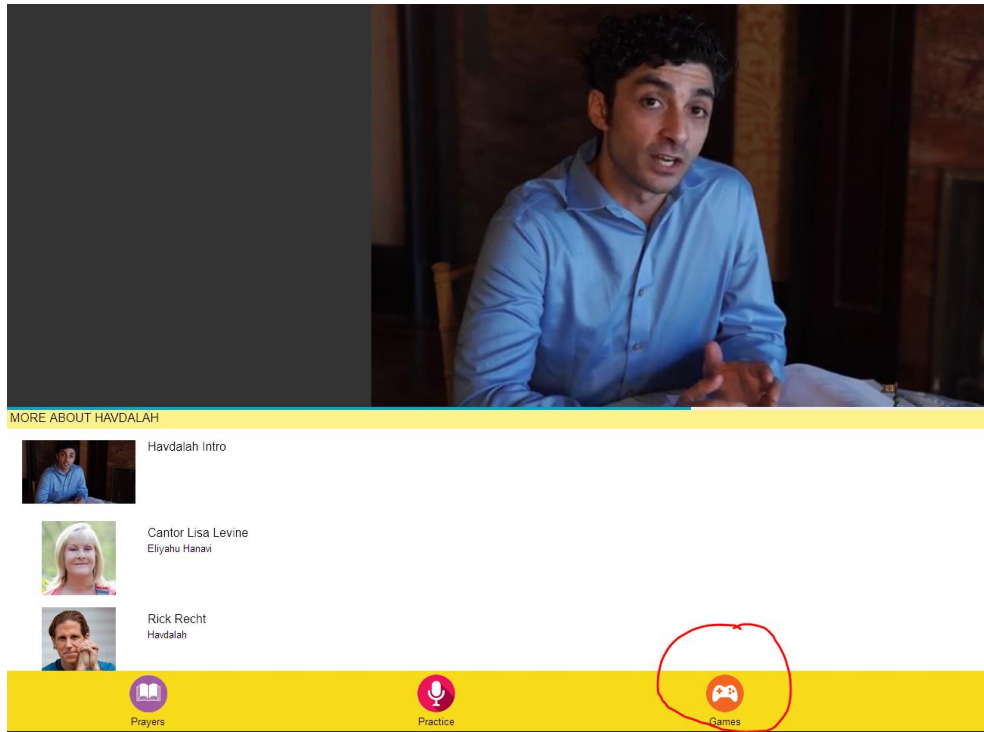 MORE ABOUT HAVDALAH
Havdalah Intro
Cantor Lisa Levine
Eliyahu Hanavi
Rick Recht
Havdalah
Prayers
Practice
Games